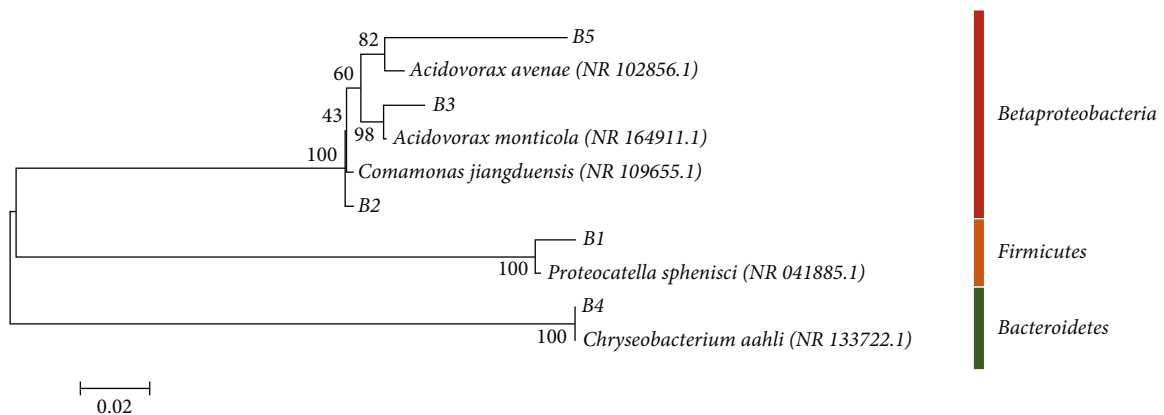 82
B5
Acidovorax avenae (NR 102856.1)
60
B3
43
98
Acidovorax monticola (NR 164911.1)
100
Comamonas jiangduensis (NR 109655.1)
B2
Betaproteobacteria
B1
100
Proteocatella sphenisci (NR 041885.1)
Firmicutes
B4
100
Chryseobacterium aahli (NR 133722.1)
Bacteroidetes
0.02